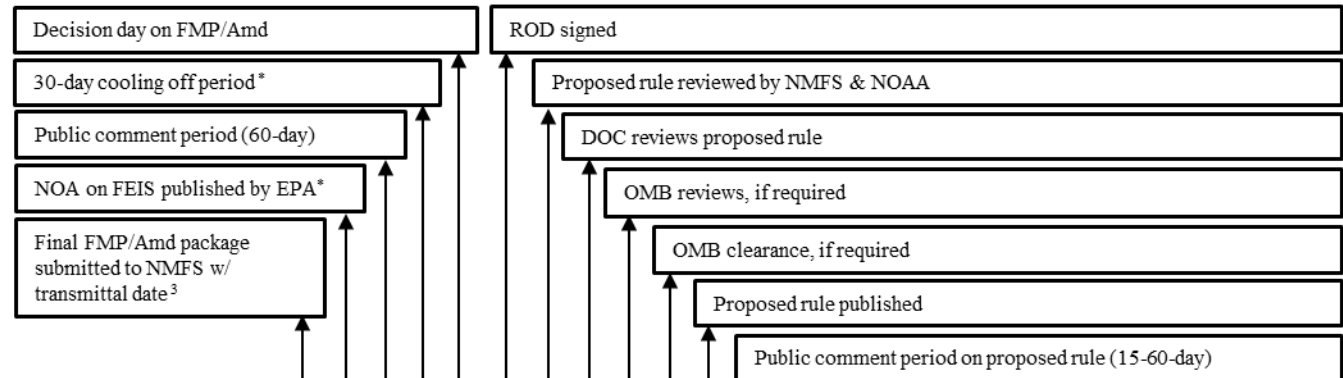 Decision day on FMP/Amd
30-day cooling off period*
Public comment period (60-day)
NOA on FEIS published by EPA*
Final FMP/Amd package
submitted to NMFS w/
transmittal date3
ROD signed
Proposed rule reviewed by NMFS & NOAA
DOC reviews proposed rule
OMB reviews, if required
OMB clearance, if required
Proposed rule published
Public comment period on proposed rule (15-60-day)